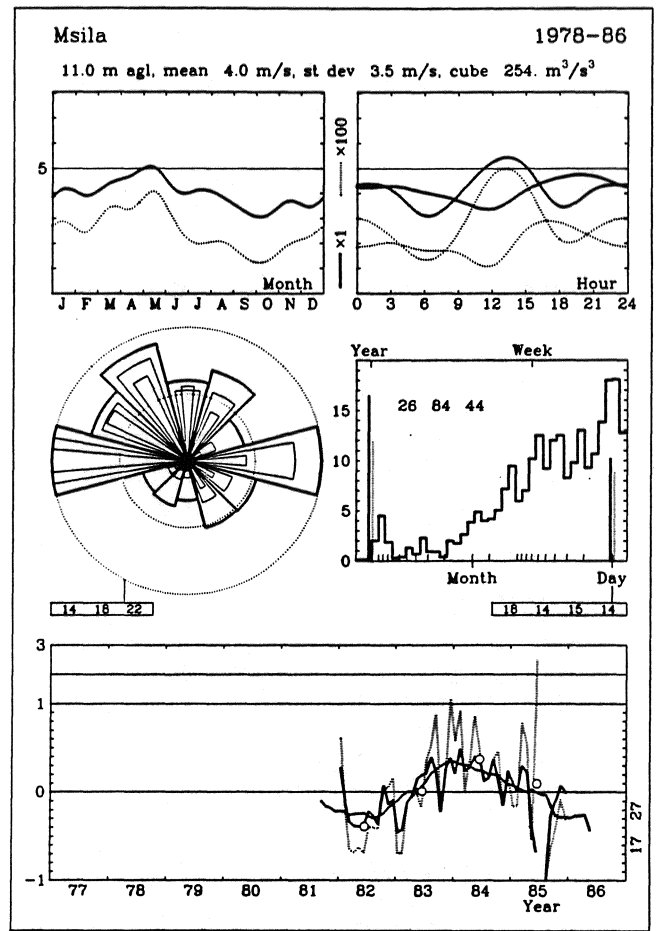 Msila 1978-86
11.0 m agl, mean 4.0 m/s, st dev 3.5 m/s, cube 254. m³/s³
5
×1 ×100
Month
Hour
J F M A M J J A S O N D
0 3 6 9 12 15 18 21 24
Year Week
26 84 44
15
10
5
0
Month Day
14 18 22
18 14 15 14
3
1
0
-1
17 27
77 78 79 80 81 82 83 84 85 86
Year